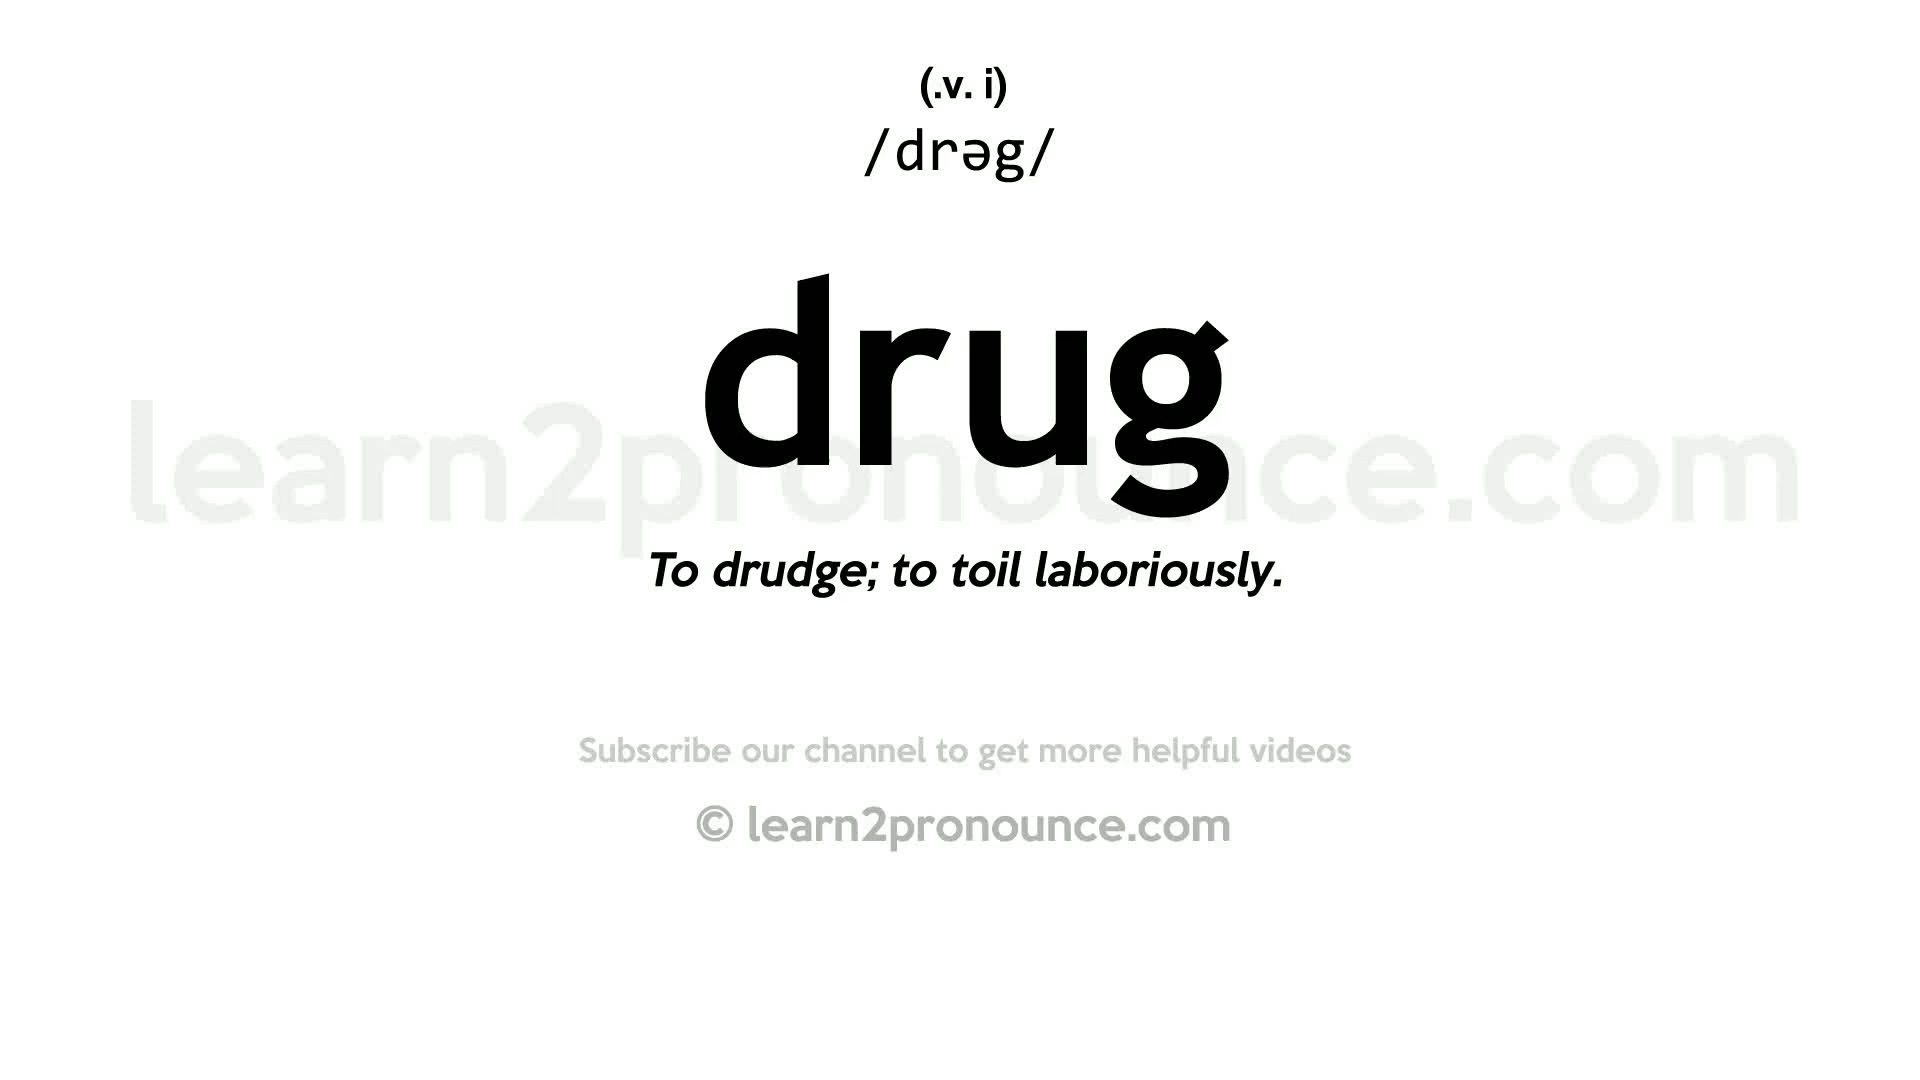 (.v. i)
/drəg/
drug
learn2pronounce.com
To drudge; to toil laboriously.
Subscribe our channel to get more helpful videos
© learn2pronounce.com